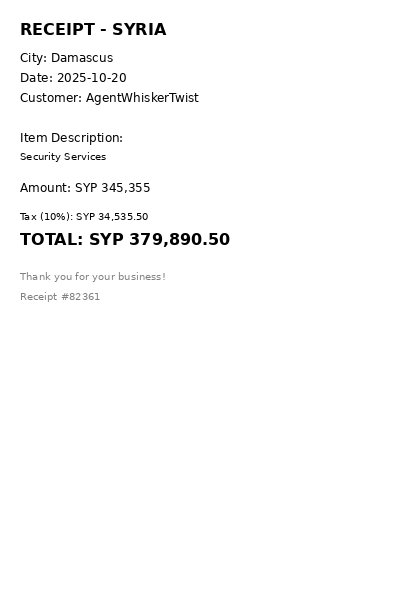 RECEIPT - SYRIA
City: Damascus
Date: 2025-10-20
Customer: AgentWhiskerTwist
Item Description:
Security Services
Amount: SYP 345,355
Tax (10%): SYP 34,535.50
TOTAL: SYP 379,890.50
Thank you for your business!
Receipt #82361